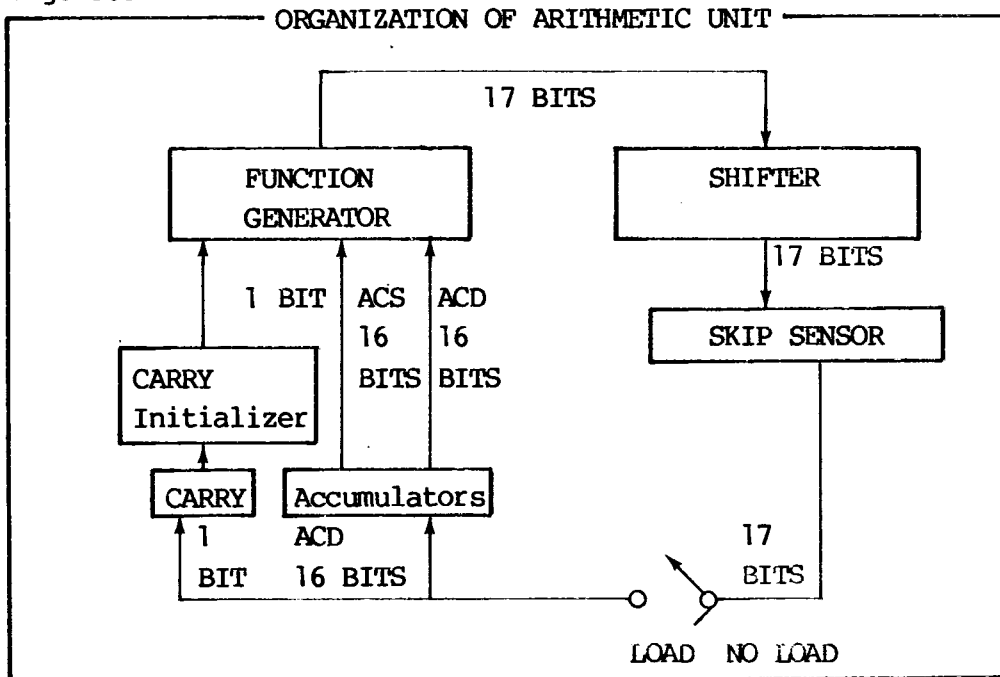 ORGANIZATION OF ARITHMETIC UNIT
17 BITS
FUNCTION
GENERATOR
SHIFTER
17 BITS
1 BIT
ACS
16
BITS
ACD
16
BITS
SKIP SENSOR
CARRY
Initializer
CARRY
Accumulators
1
BIT
ACD
16 BITS
17
BITS
LOAD NO LOAD